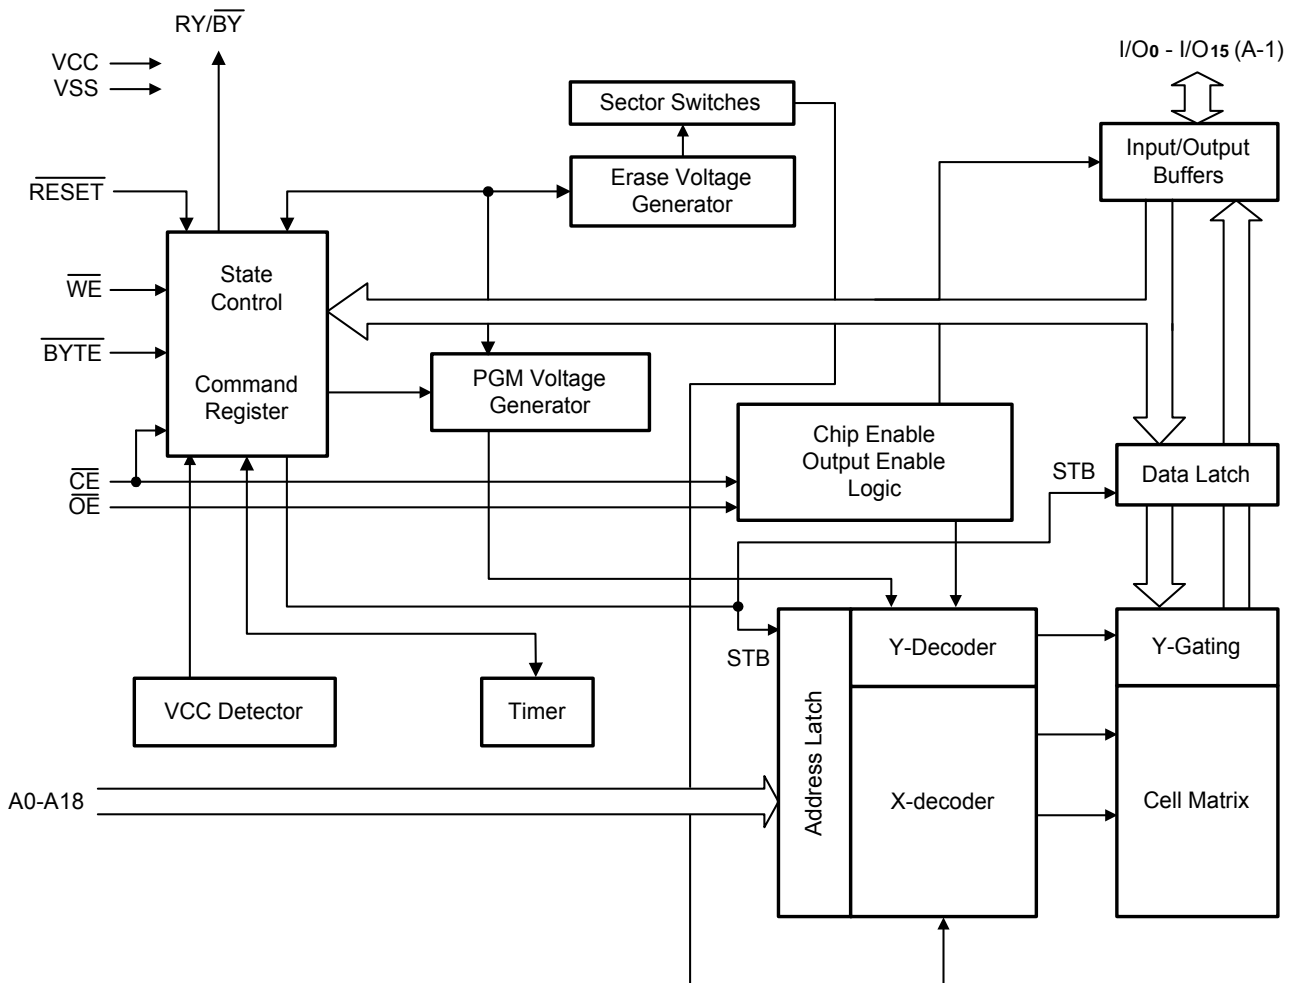 RY/BY
VCC
VSS
I/O0 - I/O15 (A-1)
Sector Switches
Input/Output
Buffers
Erase Voltage
Generator
RESET
State
Control
WE
BYTE
Command
Register
PGM Voltage
Generator
Chip Enable
Output Enable
Logic
CE
OE
STB
Data Latch
STB
Y-Decoder
Y-Gating
VCC Detector
Timer
Address Latch
A0-A18
X-decoder
Cell Matrix